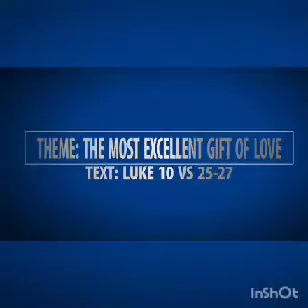 THEME: THE MOST EXCELLENT GIFT OF LOVE
TEXT: LUKE 10 VS 25-27
InShOt